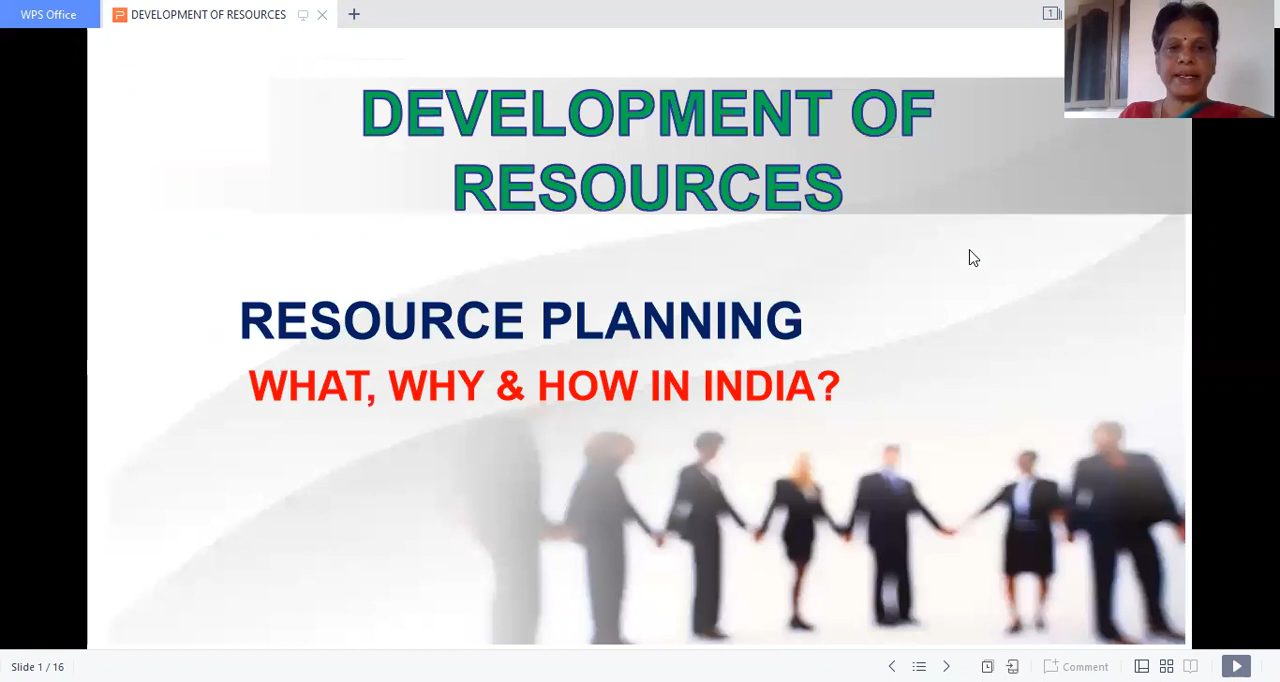 WPS Office
DEVELOPMENT OF RESOURCES
1
DEVELOPMENT OF
RESOURCES
RESOURCE PLANNING
WHAT, WHY & HOW IN INDIA?
Slide 1 / 16
Comment